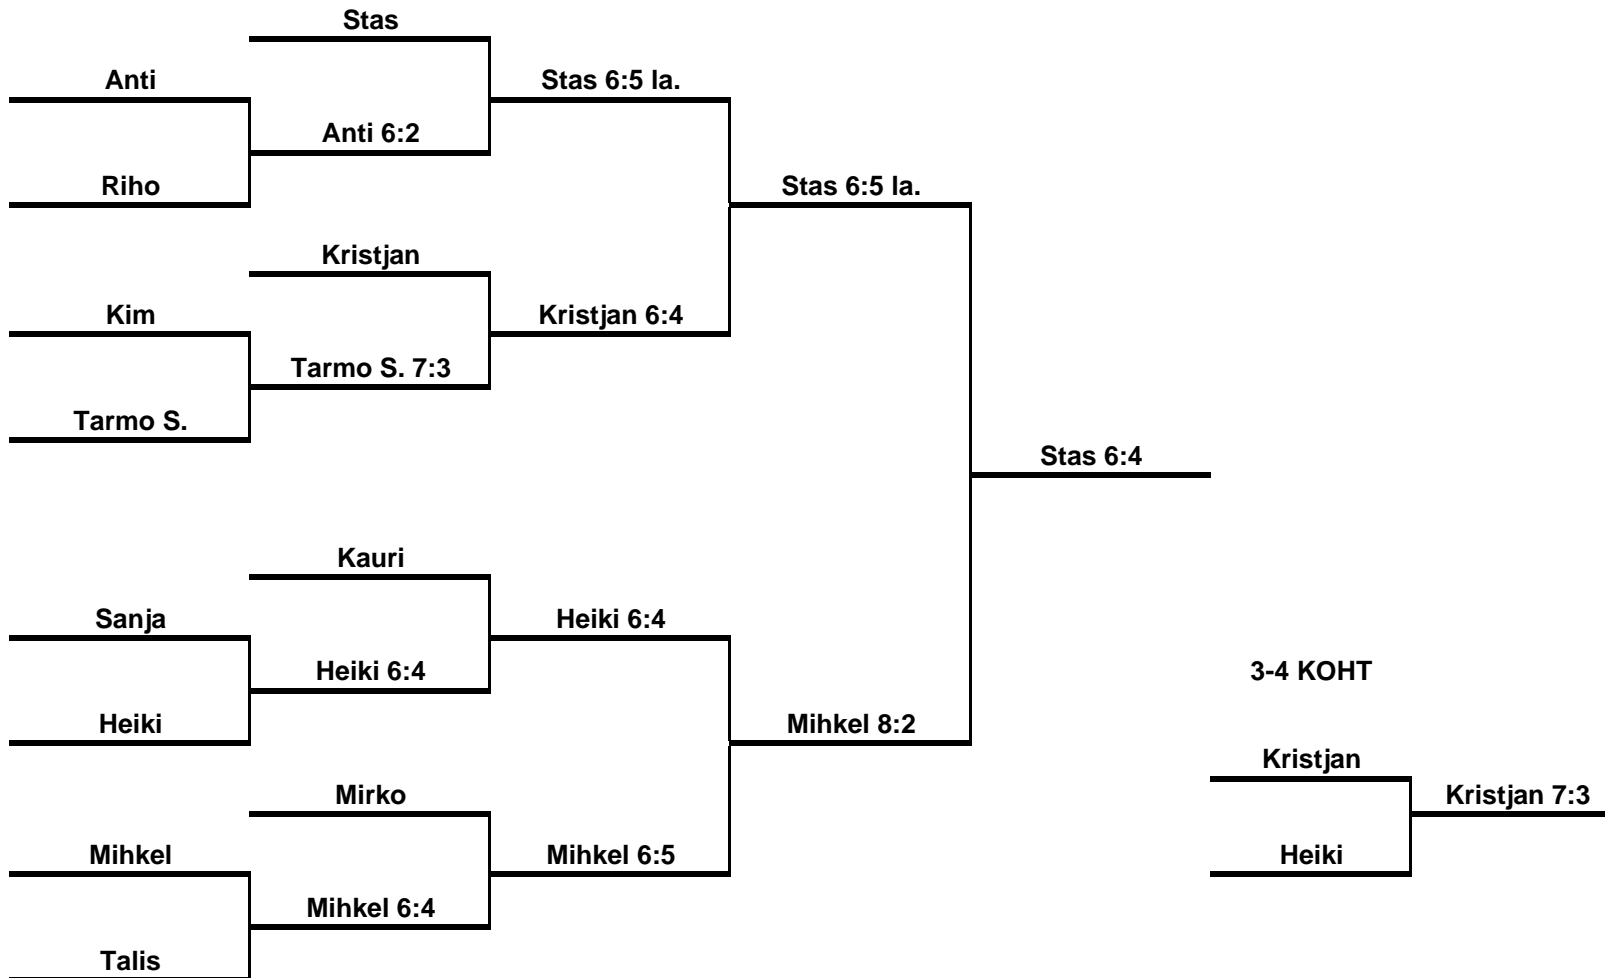 Stas
Anti
Stas 6:5 la.
Anti 6:2
Riho
Stas 6:5 la.
Kristjan
Kim
Kristjan 6:4
Tarmo S. 7:3
Tarmo S.
Stas 6:4
Kauri
Sanja
Heiki 6:4
Heiki 6:4
3-4 KOHT
Heiki
Mihkel 8:2
Kristjan
Mirko
Kristjan 7:3
Mihkel
Mihkel 6:5
Heiki
Mihkel 6:4
Talis